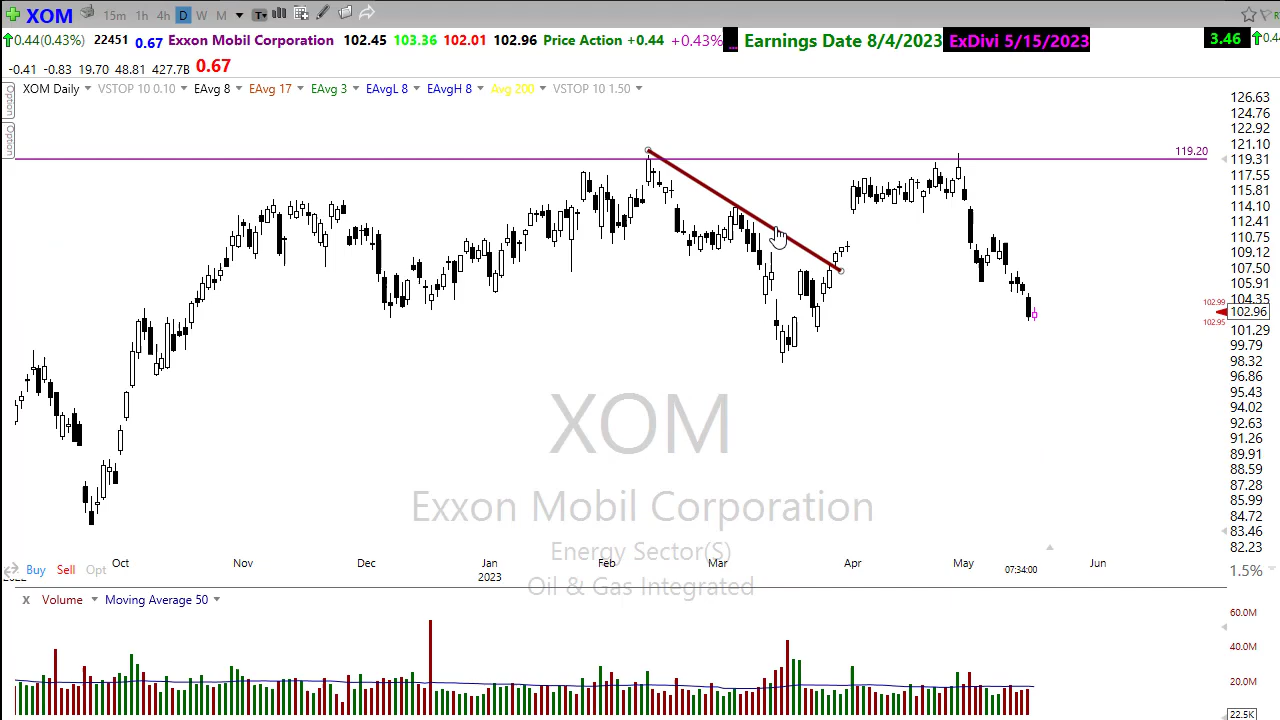 XOM 15m 1h 4h D W M T
0.44(0.43%) 22451 0.67 Exxon Mobil Corporation 102.45 103.36 102.01 102.96 Price Action +0.44 +0.43% Earnings Date 8/4/2023 ExDivi 5/15/2023 3.46 0.44
-0.41 -0.83 19.70 48.81 427.7B 0.67
XOM Daily VSTOP 10 0.10 EAvg 8 EAvg 17 EAvg 3 EAvgL 8 EAvgH 8 Avg 200 VSTOP 10 1.50
Option
Option
126.63
124.76
122.92
121.10
119.20
119.31
117.55
115.81
114.10
112.41
110.75
109.12
107.50
105.91
104.35
102.99
102.96
102.95
101.29
99.79
98.32
96.86
95.43
94.02
92.63
91.26
89.91
88.59
87.28
85.99
84.72
83.46
82.23
XOM
Exxon Mobil Corporation
Energy Sector(S)
Oil & Gas Integrated
Oct Nov Dec Jan Feb Mar Apr May Jun
2023
Buy Sell Opt 07:34:00 1.5%
X Volume Moving Average 50
60.0M
40.0M
20.0M
22.5K